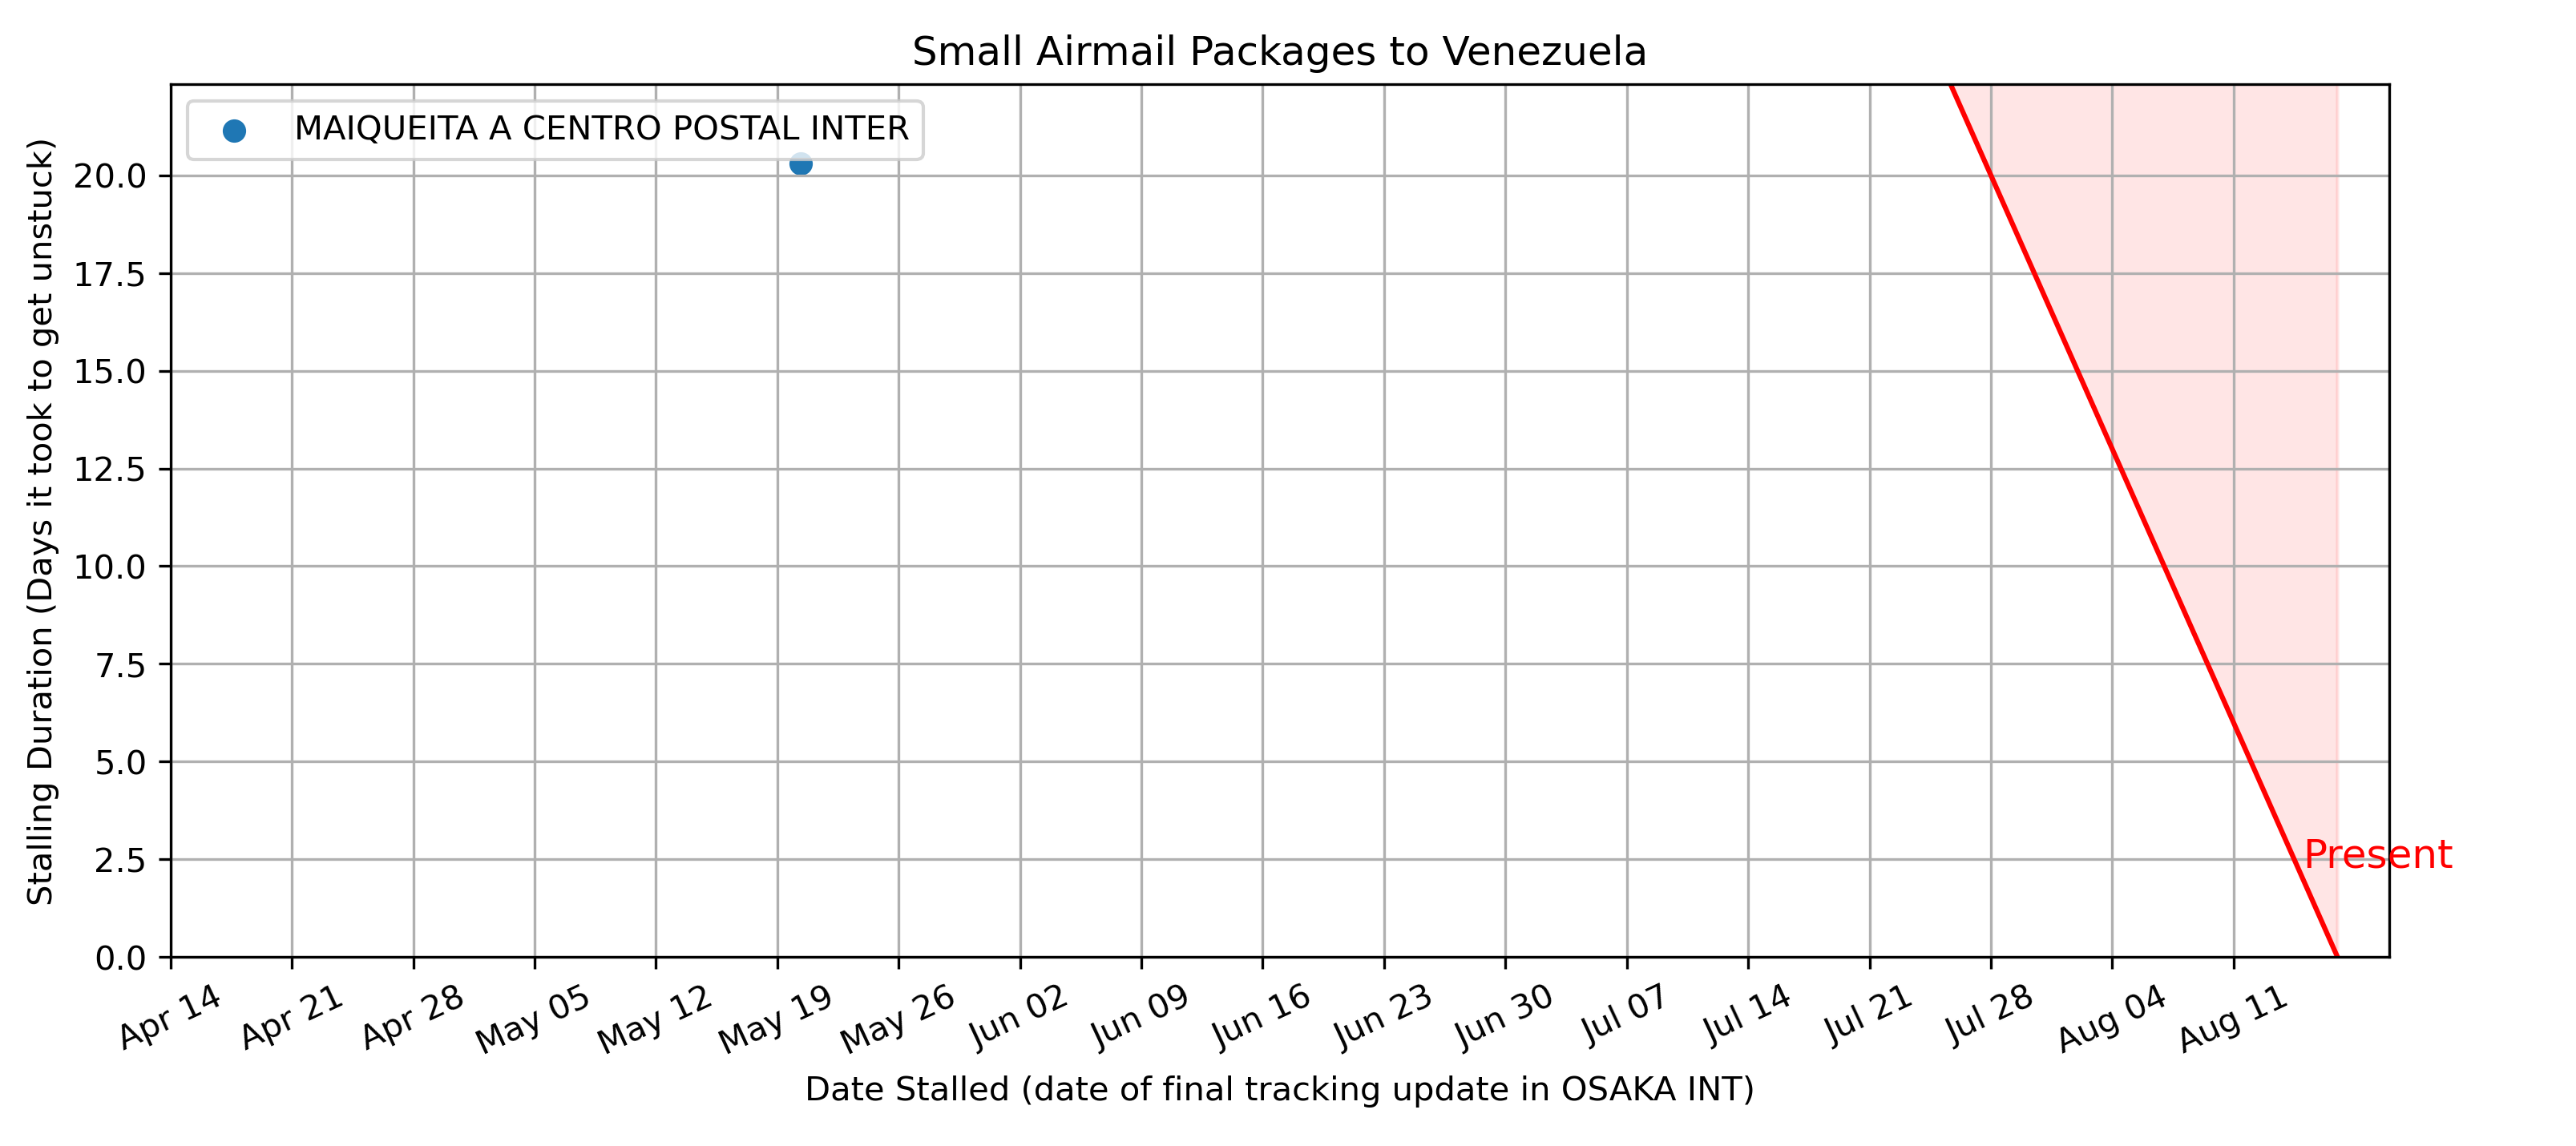 Small Airmail Packages to Venezuela
MAIQUEITA A CENTRO POSTAL INTER
Stalling Duration (Days it took to get unstuck)
20.0
17.5
15.0
12.5
10.0
7.5
5.0
2.5
0.0
Present
Apr 14
Apr 21
Apr 28
May 05
May 12
May 19
May 26
Jun 02
Jun 09
Jun 16
Jun 23
Jun 30
Jul 07
Jul 14
Jul 21
Jul 28
Aug 04
Aug 11
Date Stalled (date of final tracking update in OSAKA INT)